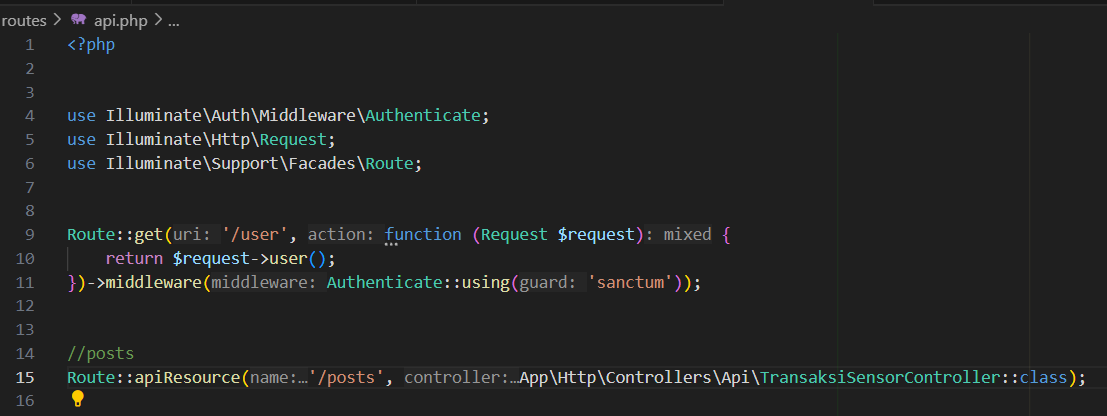 routes > api.php > ...
1 <?php
2
3
4 use Illuminate\Auth\Middleware\Authenticate;
5 use Illuminate\Http\Request;
6 use Illuminate\Support\Facades\Route;
7
8
9 Route::get(uri: '/user', action: function (Request $request): mixed {
10 return $request->user();
11 })->middleware(middleware: Authenticate::using(guard: 'sanctum'));
12
13
14 //posts
15 Route::apiResource(name:…'/posts', controller:…App\Http\Controllers\Api\TransaksiSensorController::class);
16